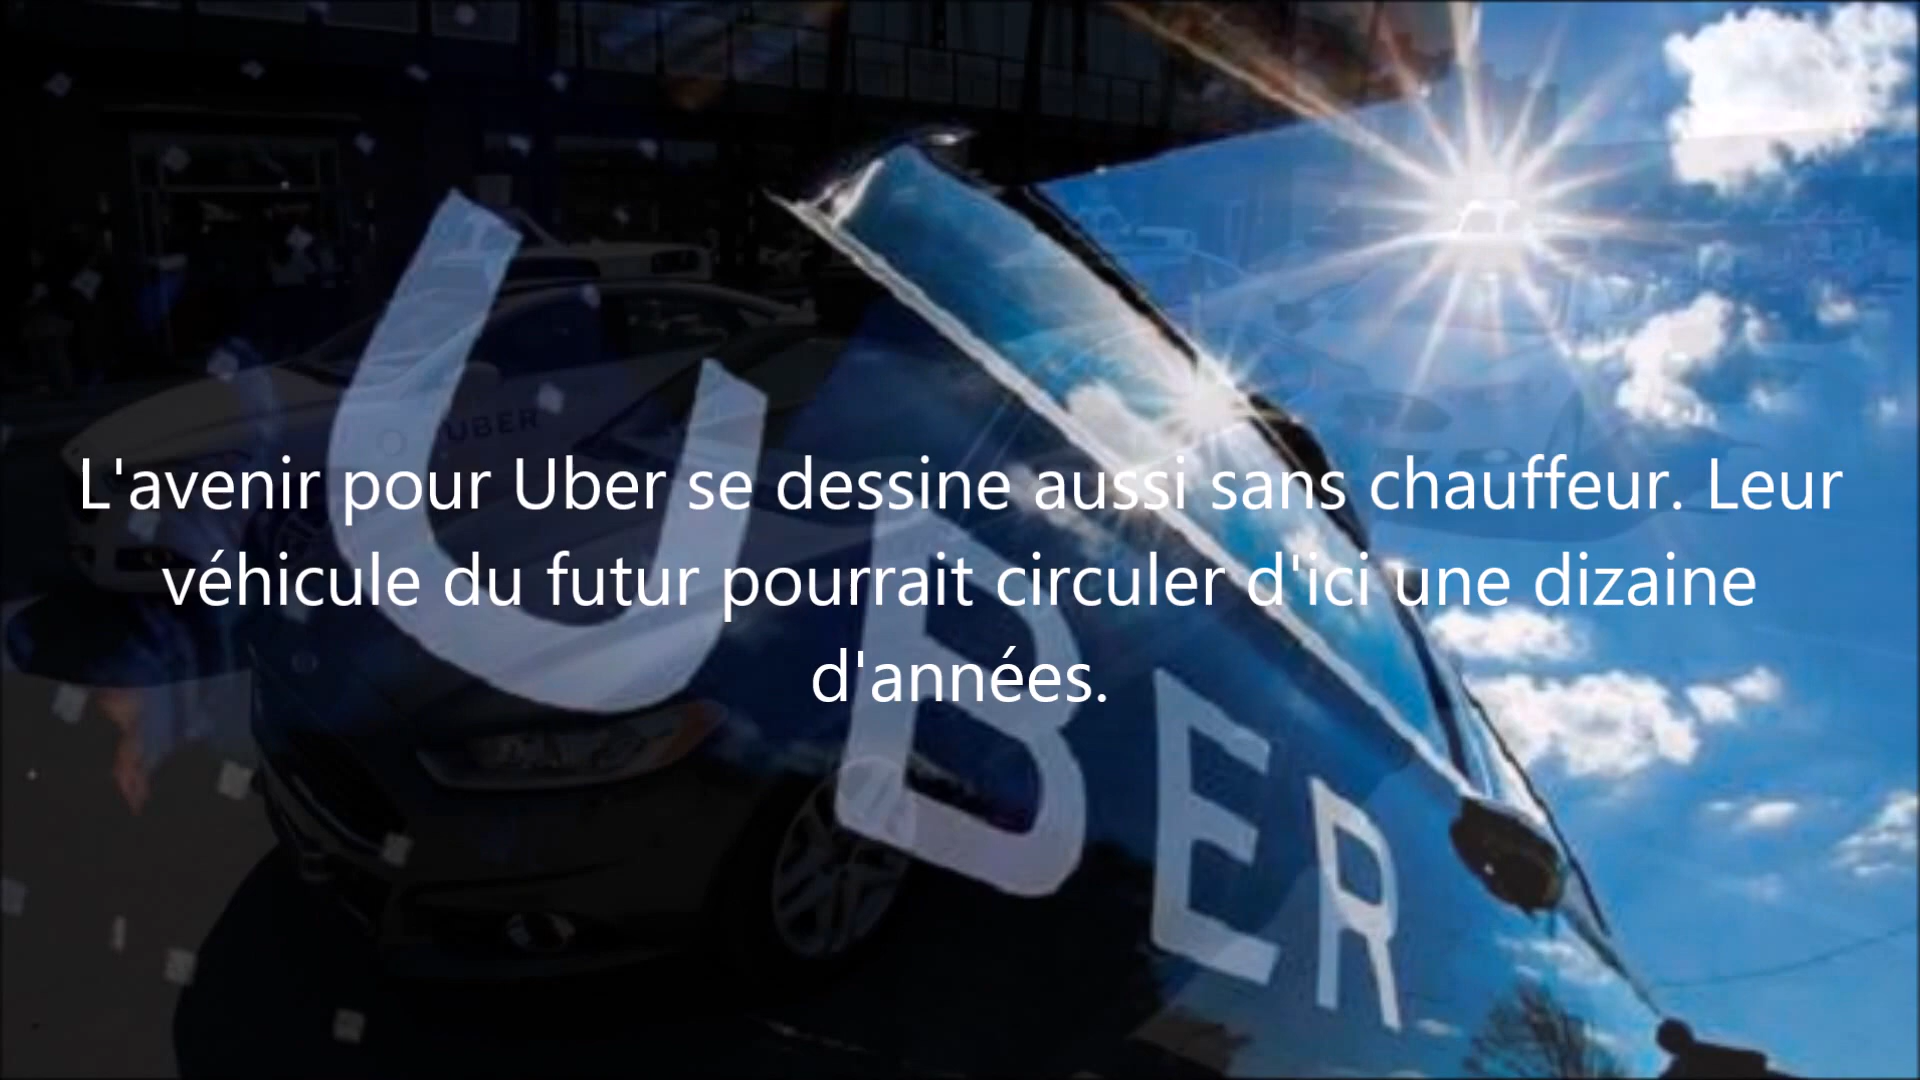 UBER
UBER
L'avenir pour Uber se dessine aussi sans chauffeur. Leur
véhicule du futur pourrait circuler d'ici une dizaine
d'années.